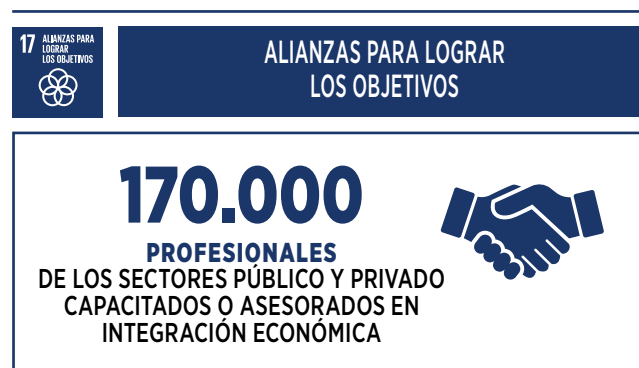 17 ALIANZAS PARA
LOGRAR
LOS OBJETIVOS
ALIANZAS PARA LOGRAR
LOS OBJETIVOS
170.000
PROFESIONALES
DE LOS SECTORES PÚBLICO Y PRIVADO
CAPACITADOS O ASESORADOS EN
INTEGRACIÓN ECONÓMICA